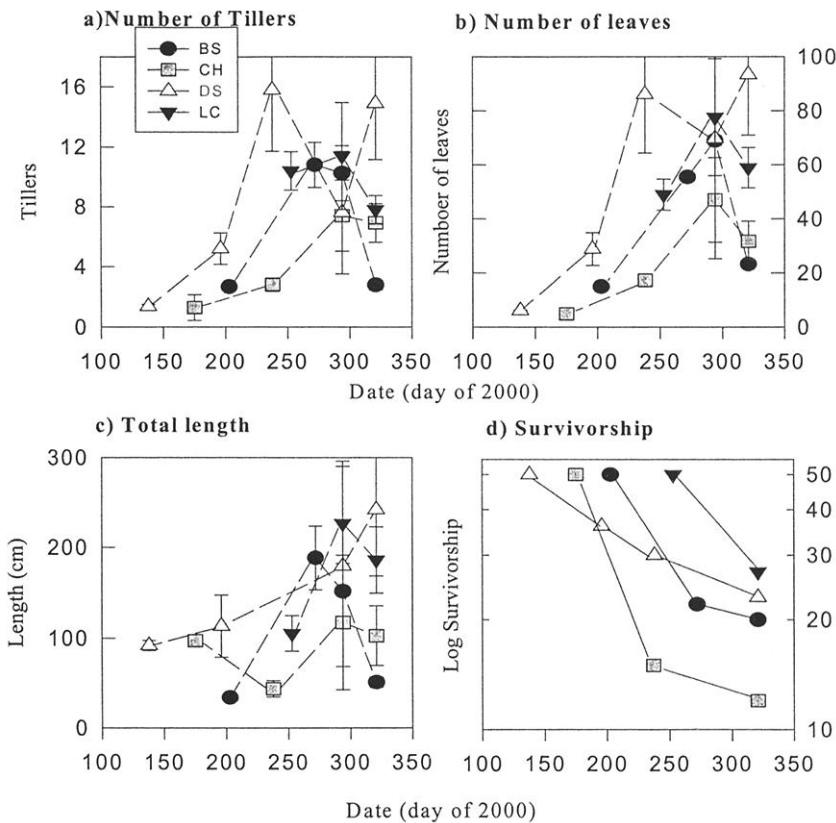 a)Number of Tillers
b) Number of leaves
BS
CH
DS
LC
16
12
8
4
0
Tillers
100
80
60
40
20
0
Numboer of leaves
100 150 200 250 300 350
100 150 200 250 300 350
Date (day of 2000)
c) Total length
d) Survivorship
300
200
100
0
Length (cm)
50
40
30
20
10
Log Survivorship
100 150 200 250 300 350
100 150 200 250 300 350
Date (day of 2000)